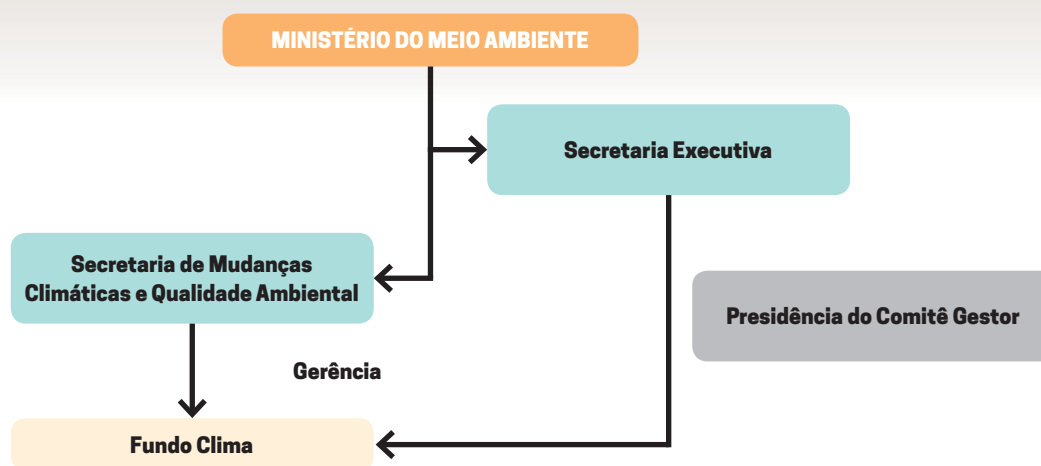 MINISTÉRIO DO MEIO AMBIENTE
Secretaria Executiva
Secretaria de Mudanças
Climáticas e Qualidade Ambiental
Presidência do Comitê Gestor
Gerência
Fundo Clima